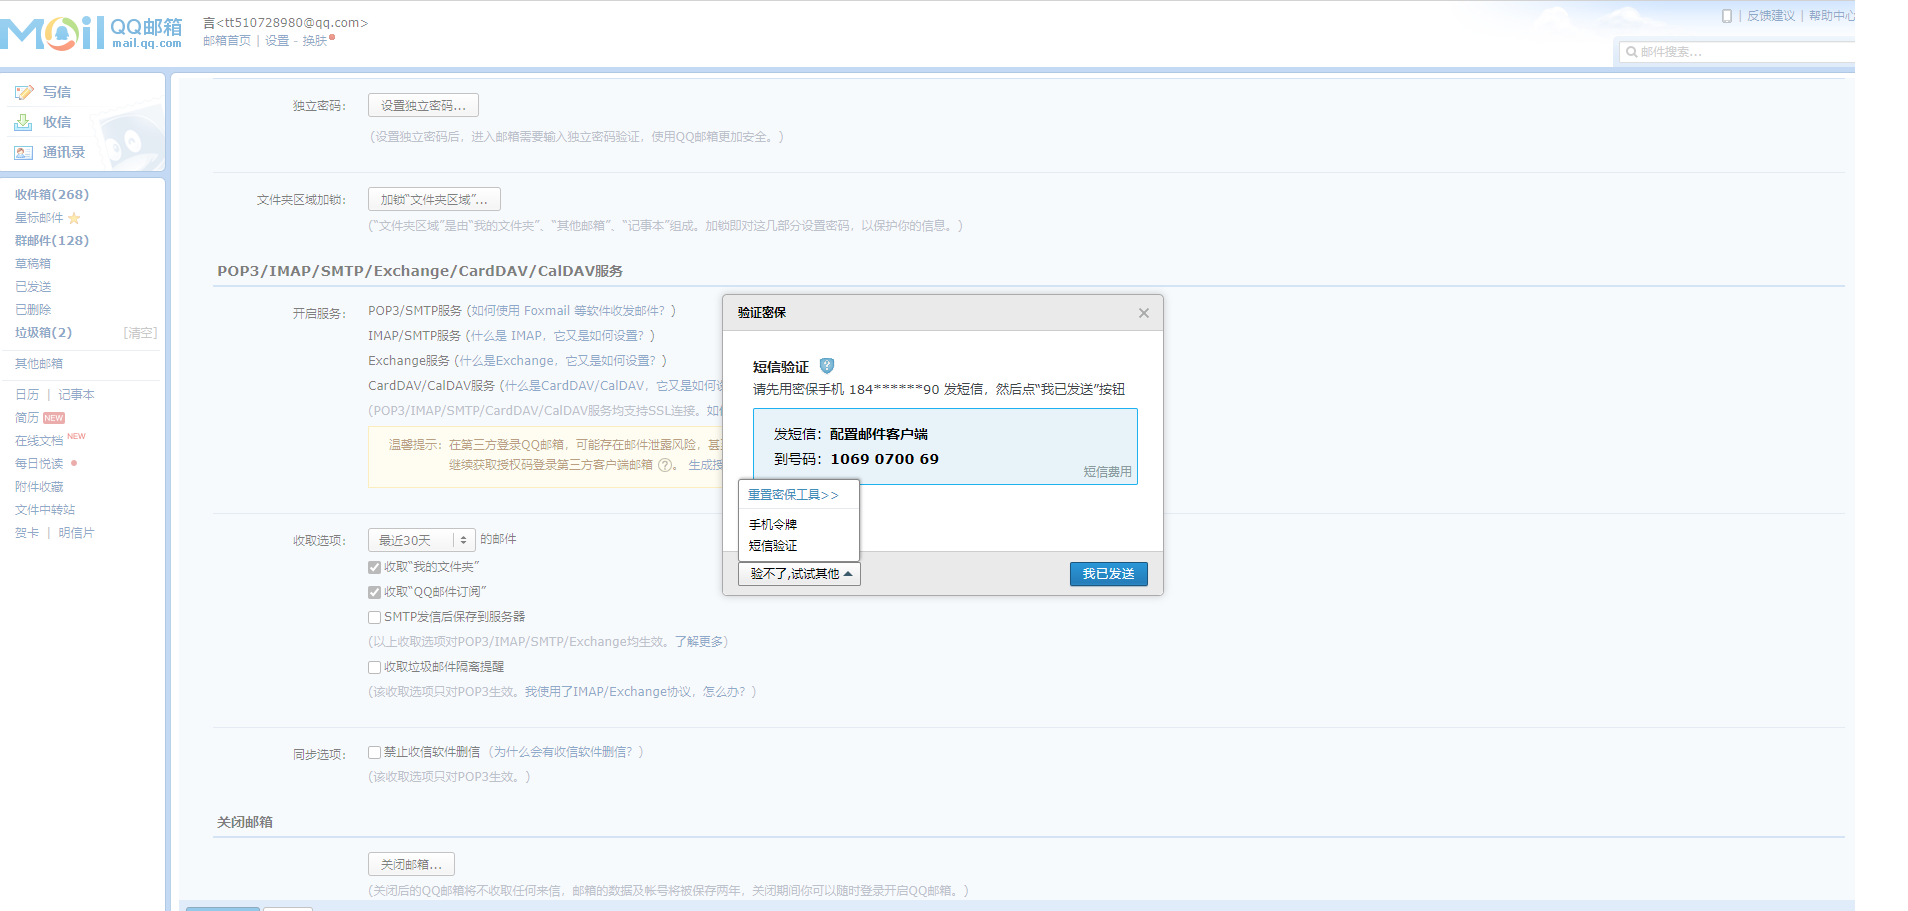 Mail QQ邮箱
mail.qq.com
言<tt510728980@qq.com>
邮箱首页 | 设置 - 换肤
| 反馈建议 | 帮助中心
邮件搜索...
写信
收信
通讯录
收件箱(268)
星标邮件
群邮件(128)
草稿箱
已发送
已删除
垃圾箱(2) [清空]
其他邮箱
日历 | 记事本
简历 NEW
在线文档 NEW
每日悦读
附件收藏
文件中转站
贺卡 | 明信片
独立密码： 设置独立密码...
(设置独立密码后，进入邮箱需要输入独立密码验证，使用QQ邮箱更加安全。)
文件夹区域加锁： 加锁“文件夹区域”...
(“文件夹区域”是由“我的文件夹”、“其他邮箱”、“记事本”组成。加锁即对这几部分设置密码，以保护你的信息。)
POP3/IMAP/SMTP/Exchange/CardDAV/CalDAV服务
开启服务： POP3/SMTP服务 (如何使用 Foxmail 等软件收发邮件？)
IMAP/SMTP服务 (什么是 IMAP，它又是如何设置？)
Exchange服务 (什么是Exchange，它又是如何设置？)
CardDAV/CalDAV服务 (什么是CardDAV/CalDAV，它又是如何设
(POP3/IMAP/SMTP/CardDAV/CalDAV服务均支持SSL连接。如
温馨提示：在第三方登录QQ邮箱，可能存在邮件泄露风险，甚
继续获取授权码登录第三方客户端邮箱 ? 。 生成授
收取选项： 最近30天 的邮件
收取“我的文件夹”
收取“QQ邮件订阅”
SMTP发信后保存到服务器
(以上收取选项对POP3/IMAP/SMTP/Exchange均生效。了解更多)
收取垃圾邮件隔离提醒
(该收取选项只对POP3生效。我使用了IMAP/Exchange协议，怎么办？)
同步选项： 禁止收信软件删信 (为什么会有收信软件删信？)
(该收取选项只对POP3生效。)
关闭邮箱
关闭邮箱...
(关闭后的QQ邮箱将不收取任何来信，邮箱的数据及帐号将被保存两年，关闭期间你可以随时登录开启QQ邮箱。)
验证密保
短信验证 ?
请先用密保手机 184******90 发短信，然后点“我已发送”按钮
发短信：配置邮件客户端
到号码：1069 0700 69
短信费用
重置密保工具>>
手机令牌
短信验证
验不了,试试其他
我已发送